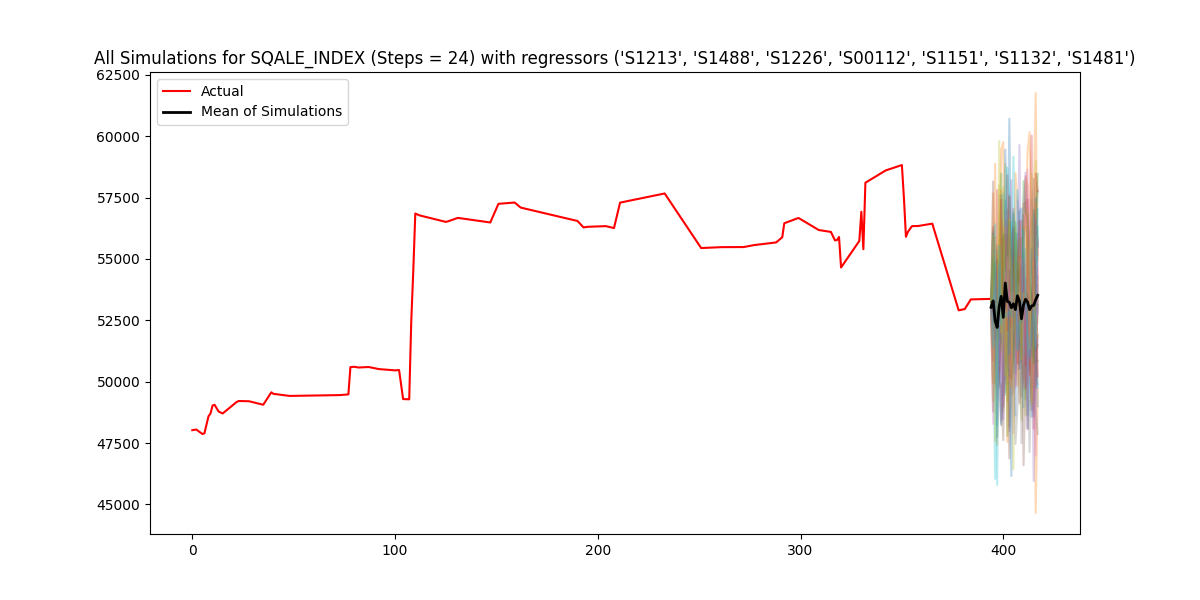 All Simulations for SQALE_INDEX (Steps = 24) with regressors ('S1213', 'S1488', 'S1226', 'S00112', 'S1151', 'S1132', 'S1481')
62500
Actual
Mean of Simulations
60000
57500
55000
52500
50000
47500
45000
0 100 200 300 400